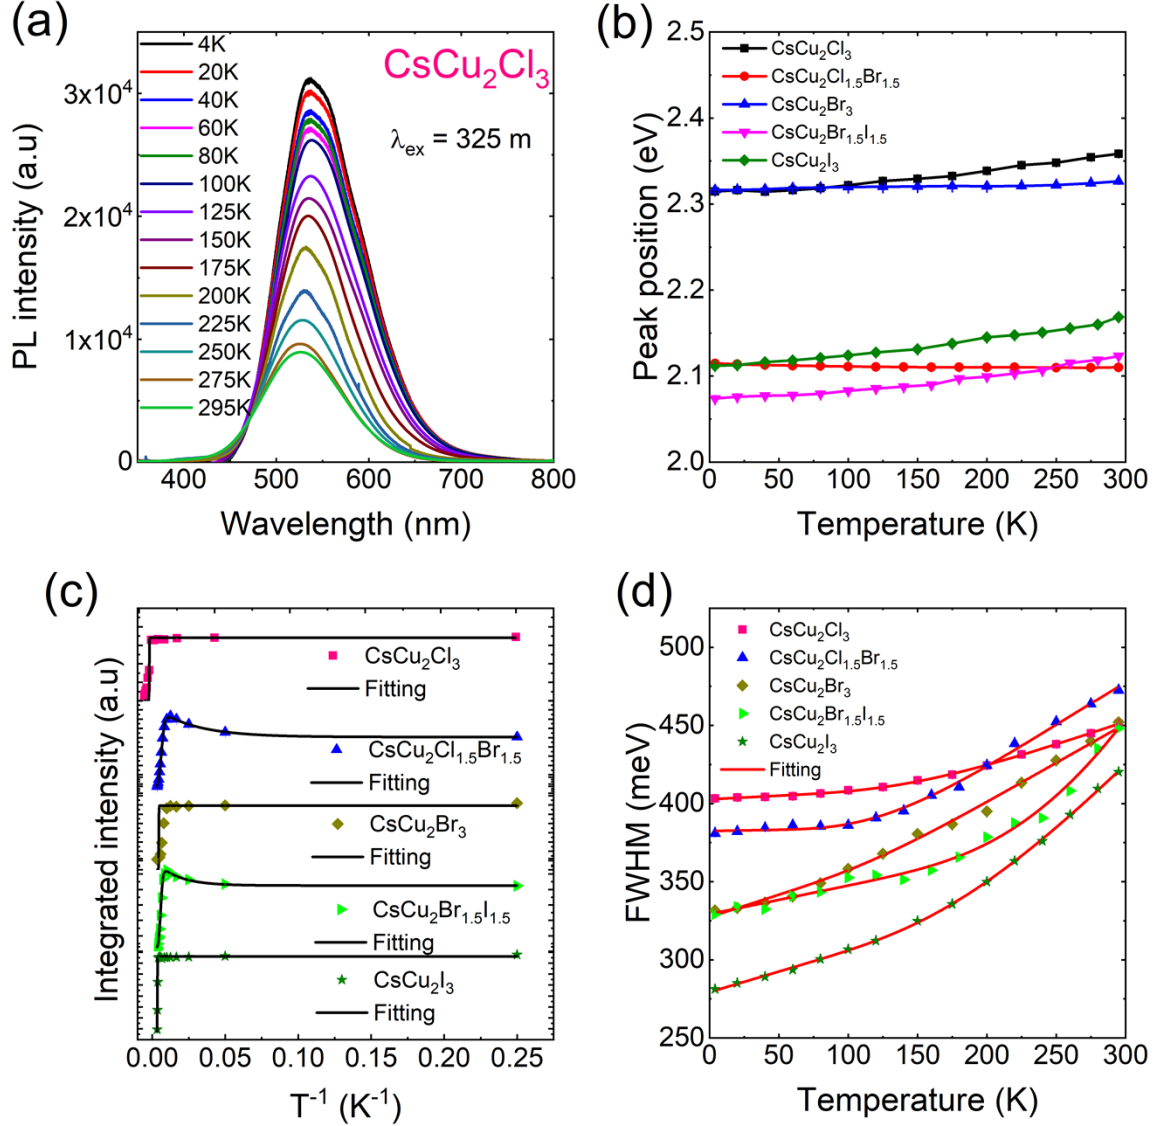 (a)
CsCu₂Cl₃
λex = 325 m
4K
20K
40K
60K
80K
100K
125K
150K
175K
200K
225K
250K
275K
295K
PL intensity (a.u)
3x10⁴
2x10⁴
1x10⁴
0
400 500 600 700 800
Wavelength (nm)
(b)
CsCu₂Cl₃
CsCu₂Cl₁.₅Br₁.₅
CsCu₂Br₃
CsCu₂Br₁.₅I₁.₅
CsCu₂I₃
Peak position (eV)
2.5
2.4
2.3
2.2
2.1
2.0
0 50 100 150 200 250 300
Temperature (K)
(c)
Integrated intensity (a.u)
CsCu₂Cl₃
Fitting
CsCu₂Cl₁.₅Br₁.₅
Fitting
CsCu₂Br₃
Fitting
CsCu₂Br₁.₅I₁.₅
Fitting
CsCu₂I₃
Fitting
0.00 0.05 0.10 0.15 0.20 0.25
T⁻¹ (K⁻¹)
(d)
CsCu₂Cl₃
CsCu₂Cl₁.₅Br₁.₅
CsCu₂Br₃
CsCu₂Br₁.₅I₁.₅
CsCu₂I₃
Fitting
FWHM (meV)
500
450
400
350
300
250
0 50 100 150 200 250 300
Temperature (K)